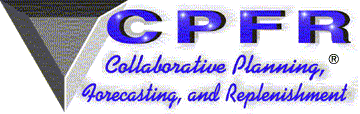 CPFR
Collaborative Planning, ®
Forecasting, and Replenishment